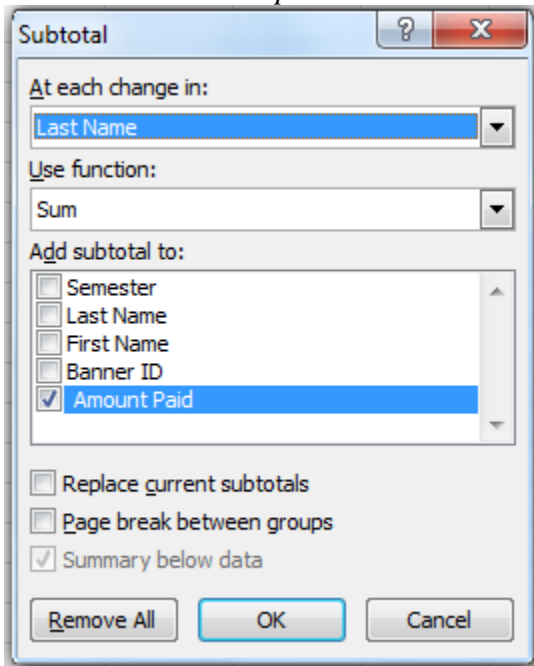 Subtotal
At each change in:
Last Name
Use function:
Sum
Add subtotal to:
Semester
Last Name
First Name
Banner ID
Amount Paid
Replace current subtotals
Page break between groups
Summary below data
Remove All OK Cancel